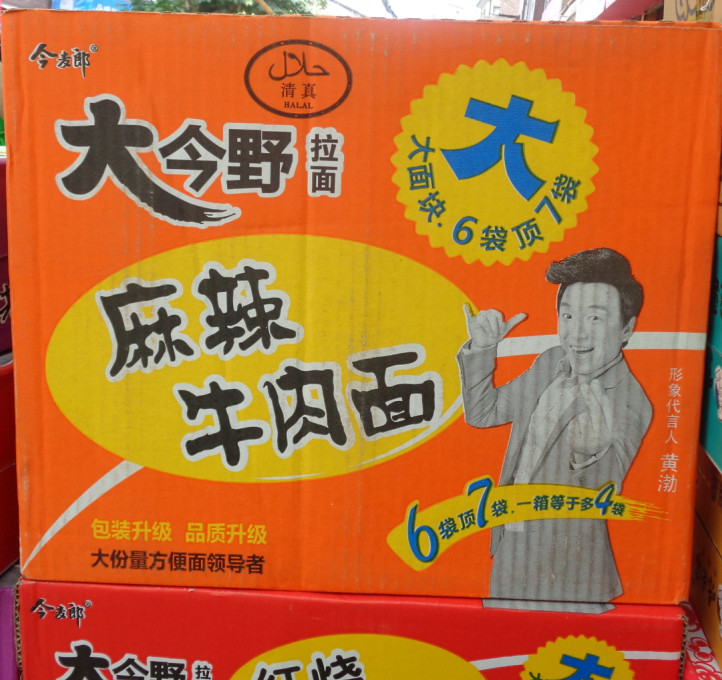 今麦郎®
حلال
清真
HALAL
大今野拉面
大
大面块·6袋顶7袋
麻辣
牛肉面
形象代言人 黄渤
6袋顶7袋,一箱等于多4袋
包装升级 品质升级
大份量方便面领导者
今麦郎®
大今野拉
红烧
大